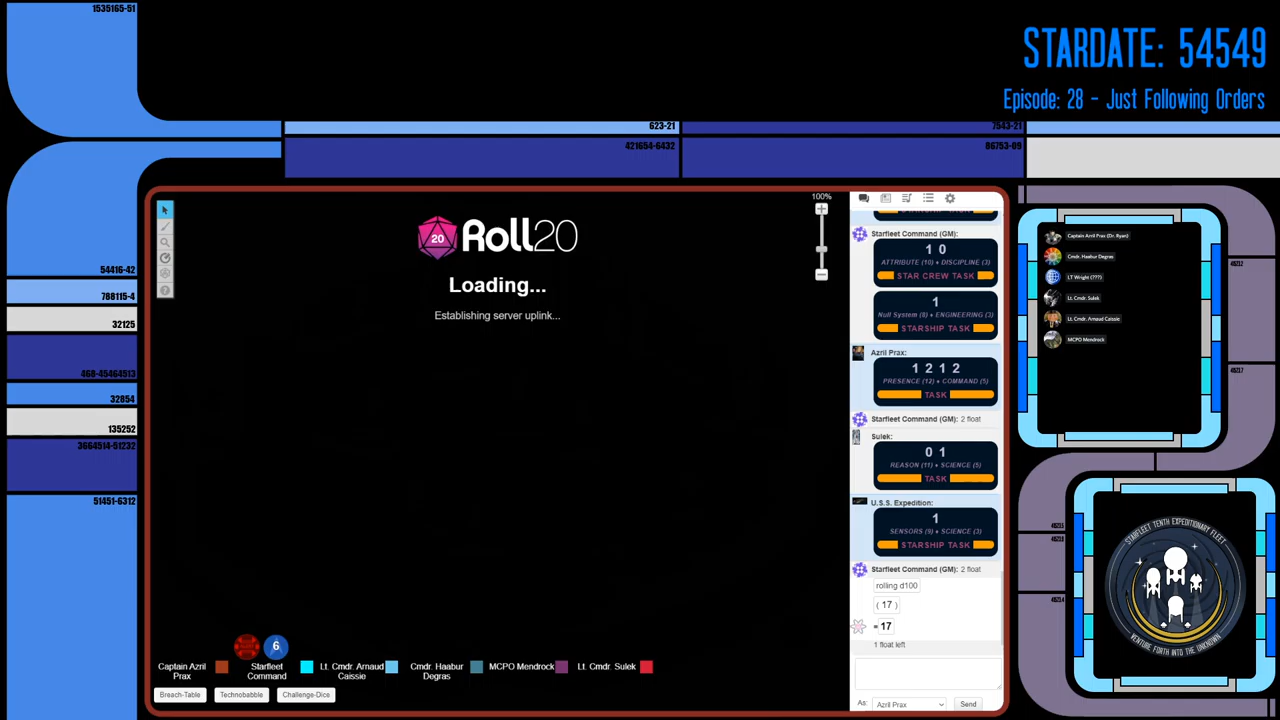 1535165-51
STARDATE: 54549
Episode: 28 - Just Following Orders
623-21
7543-21
421654-6432
86753-09
54416-42
768115-4
32125
468-45464513
32854
135252
3664514-51232
51451-6312
20
Roll20
Loading...
Establishing server uplink...
100%
Starfleet Command (GM):
1 0
ATTRIBUTE (10) • DISCIPLINE (3)
STAR CREW TASK
1
Null System (8) • ENGINEERING (3)
STARSHIP TASK
Azril Prax:
1 2 1 2
PRESENCE (12) • COMMAND (5)
TASK
Starfleet Command (GM): 2 float
Sulek:
0 1
REASON (11) • SCIENCE (5)
TASK
U.S.S. Expedition:
1
SENSORS (9) • SCIENCE (3)
STARSHIP TASK
Starfleet Command (GM): 2 float
rolling d100
( 17 )
= 17
1 float left
As:
Azril Prax
Send
6
Captain Azril Prax
Starfleet Command
Lt. Cmdr. Arnaud Caissie
Cmdr. Haabur Degras
MCPO Mendrock
Lt. Cmdr. Sulek
Breach-Table
Technobabble
Challenge-Dice
Captain Azril Prax (Dr. Ryan)
Cmdr. Haabur Degras
LT Wright (???)
Lt. Cmdr. Sulek
Lt. Cmdr. Arnaud Caissie
MCPO Mendrock
STARFLEET TENTH EXPEDITIONARY FLEET
VENTURE FORTH INTO THE UNKNOWN